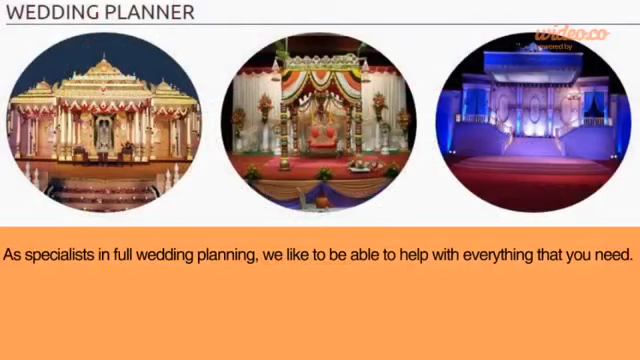 WEDDING PLANNER
wideo.co
powered by
As specialists in full wedding planning, we like to be able to help with everything that you need.